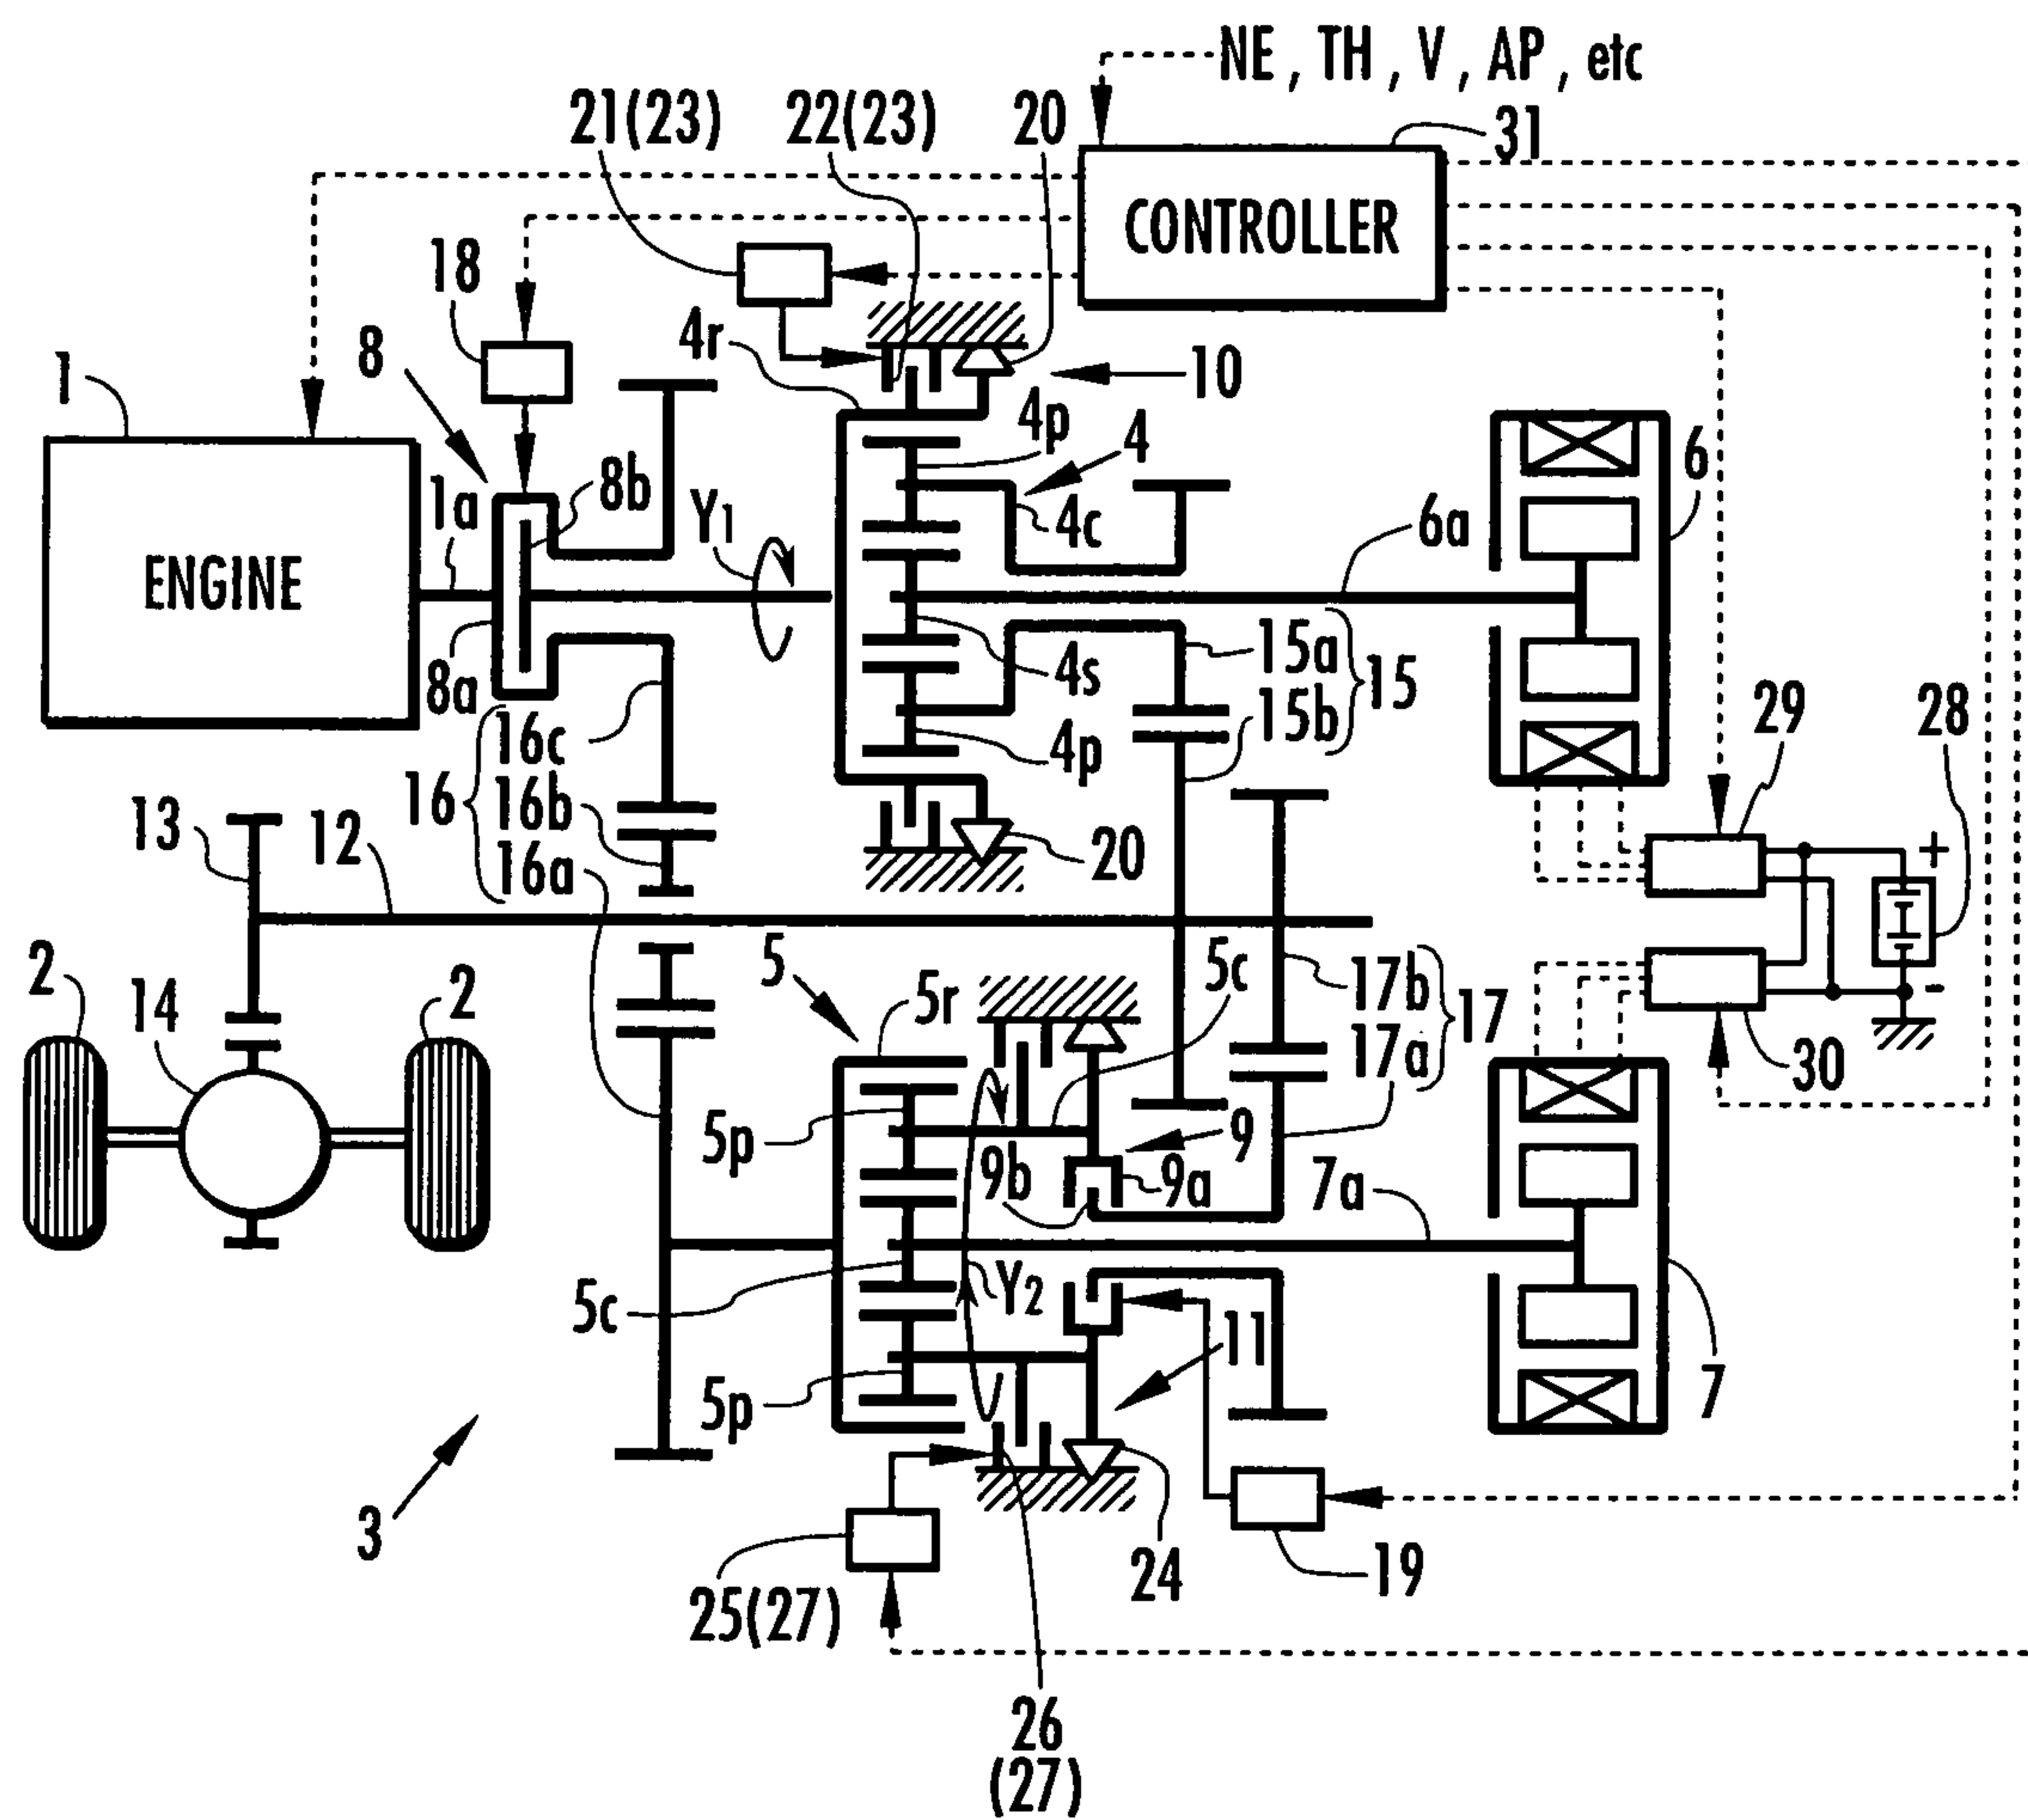 NE, TH, V, AP, etc
21(23)
22(23)
20
31
CONTROLLER
18
8
4r
10
1
4p
4
6
8b
1a
Y1
4c
6a
ENGINE
15a
15
8a
4s
15b
29
28
16c
4p
16
16b
13
12
16a
20
+
2
14
2
5
5r
5c
17b
17
17a
-
30
5p
9
9b
9a
7a
5c
Y2
11
5p
7
3
24
19
25(27)
26
(27)